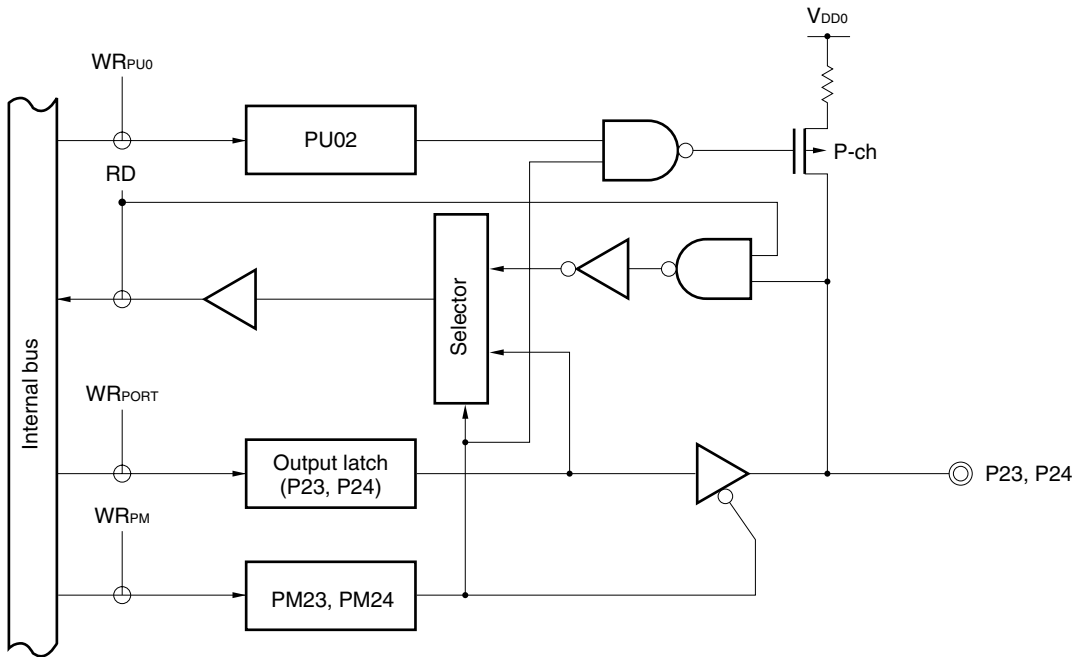 VDD0
WRPU0
PU02
P-ch
RD
Selector
Internal bus
WRPORT
Output latch
(P23, P24)
P23, P24
WRPM
PM23, PM24